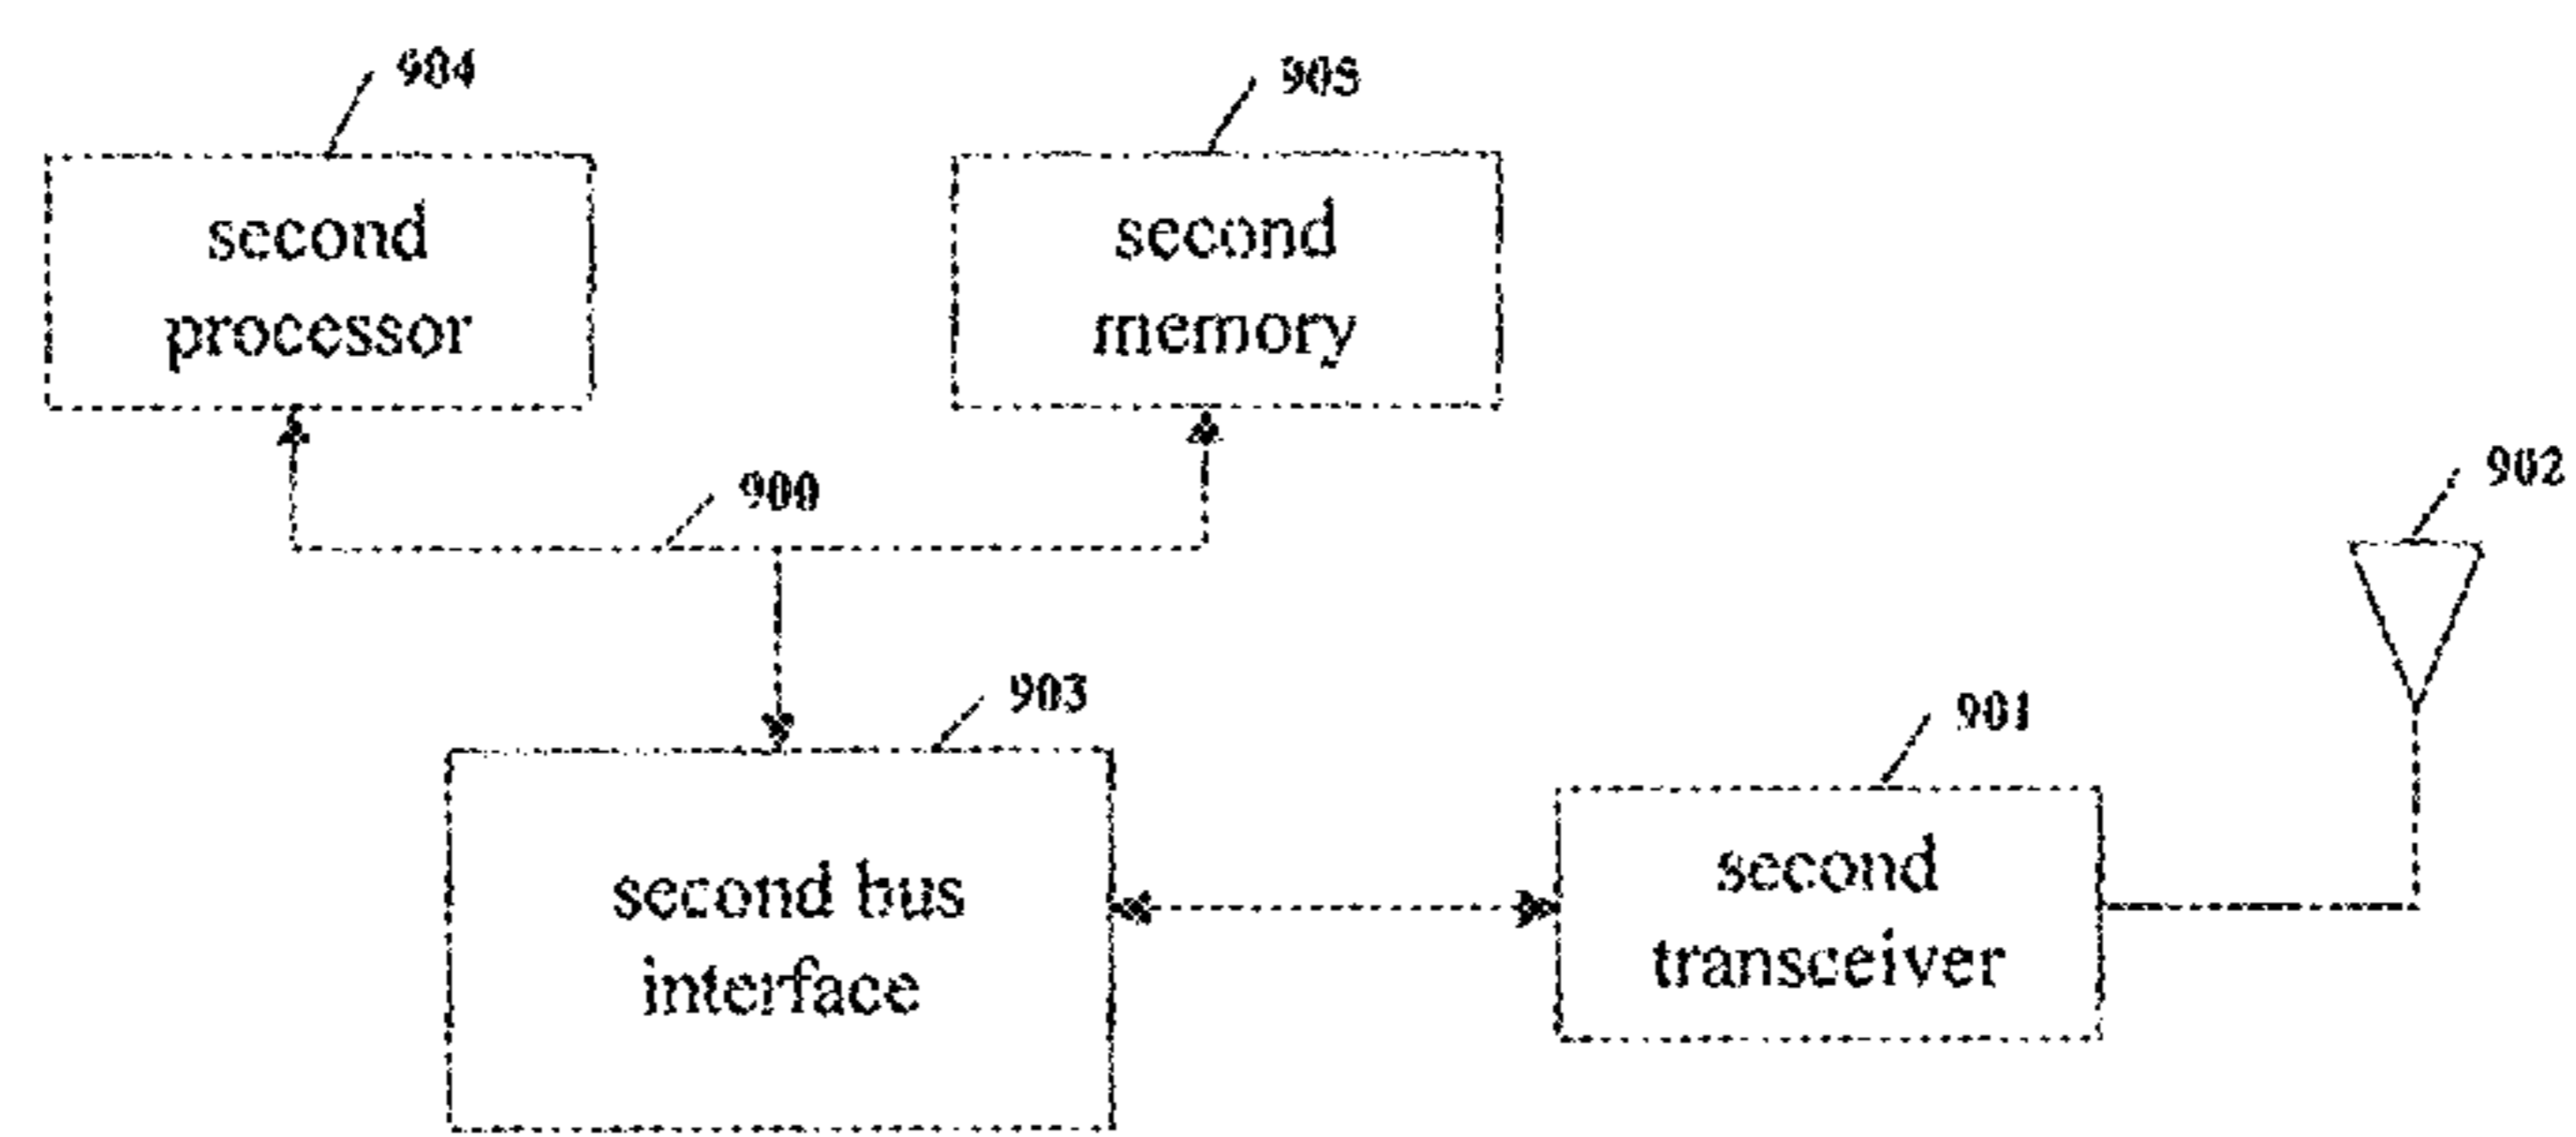 904
905
second
processor
second
memory
900
902
903
901
second bus
interface
second
transceiver